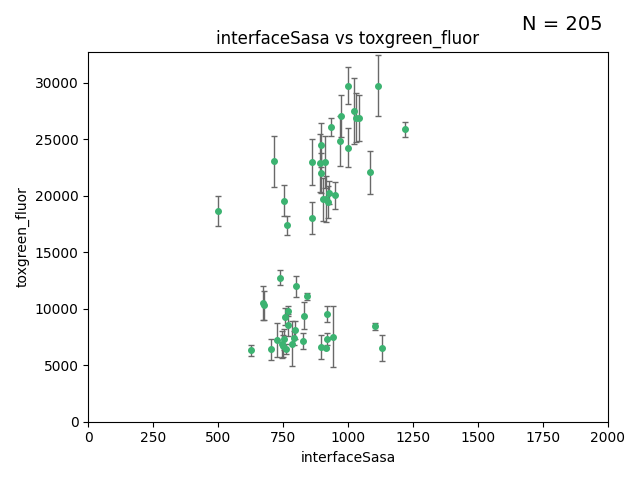 N = 205
interfaceSasa vs toxgreen_fluor
30000
25000
20000
15000
10000
5000
0
toxgreen_fluor
0 250 500 750 1000 1250 1500 1750 2000
interfaceSasa